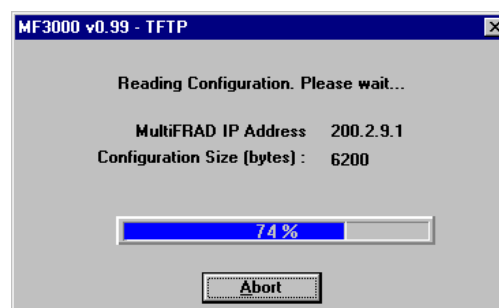 MF3000 v0.99 - TFTP
Reading Configuration. Please wait...
MultiFRAD IP Address 200.2.9.1
Configuration Size (bytes) : 6200
74 %
Abort